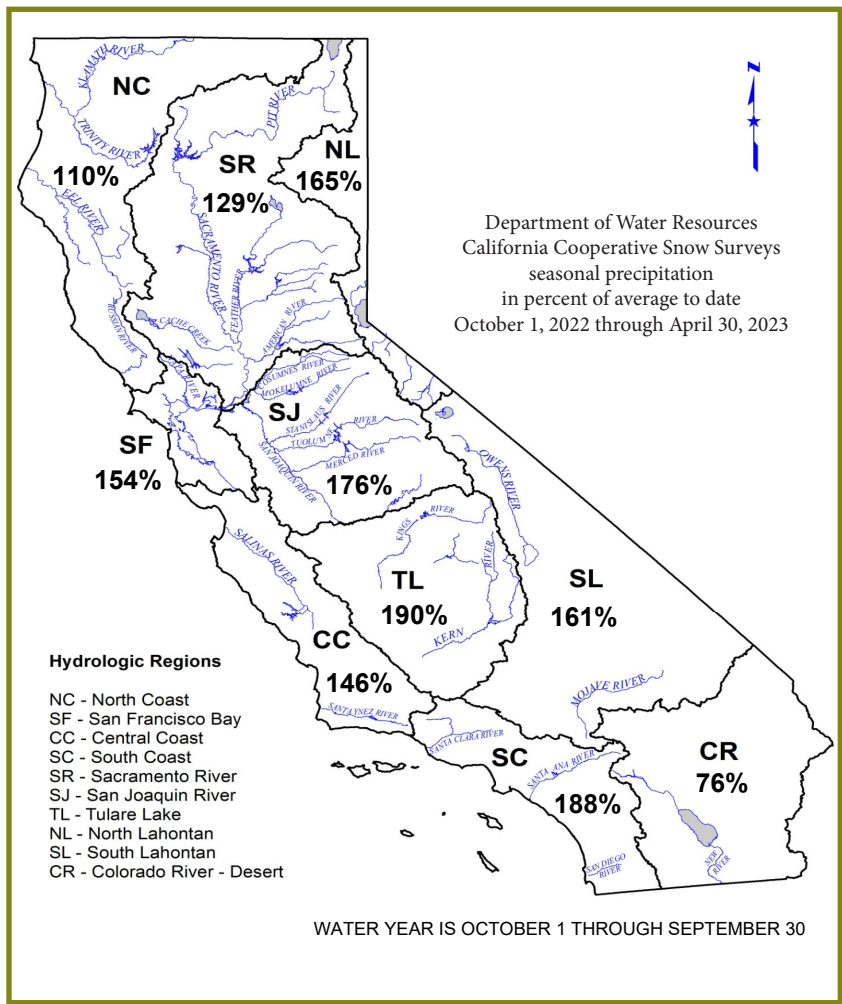 KLAMATH RIVER
NC
TRINITY RIVER
PIT RIVER
N
SR
NL
110%
129%
165%
EEL RIVER
SACRAMENTO RIVER
FEATHER RIVER
Department of Water Resources
California Cooperative Snow Surveys
seasonal precipitation
in percent of average to date
October 1, 2022 through April 30, 2023
RUSSIAN RIVER
CACHE CREEK
AMERICAN RIVER
RIVER
COSUMNES RIVER
MOKELUMNE RIVER
SJ
STANISLAUS RIVER
TUOLUMNE RIVER
MERCED RIVER
SAN JOAQUIN RIVER
SF
154%
176%
OWENS RIVER
SALINAS RIVER
KINGS RIVER
RIVER
TL
190%
KERN
SL
161%
CC
146%
Hydrologic Regions
NC - North Coast
SF - San Francisco Bay
CC - Central Coast
SC - South Coast
SR - Sacramento River
SJ - San Joaquin River
TL - Tulare Lake
NL - North Lahontan
SL - South Lahontan
CR - Colorado River - Desert
SANTA YNEZ RIVER
MOJAVE RIVER
SANTA CLARA RIVER
SC
SANTA ANA RIVER
188%
CR
76%
SAN DIEGO
RIVER
NEW
RIVER
WATER YEAR IS OCTOBER 1 THROUGH SEPTEMBER 30